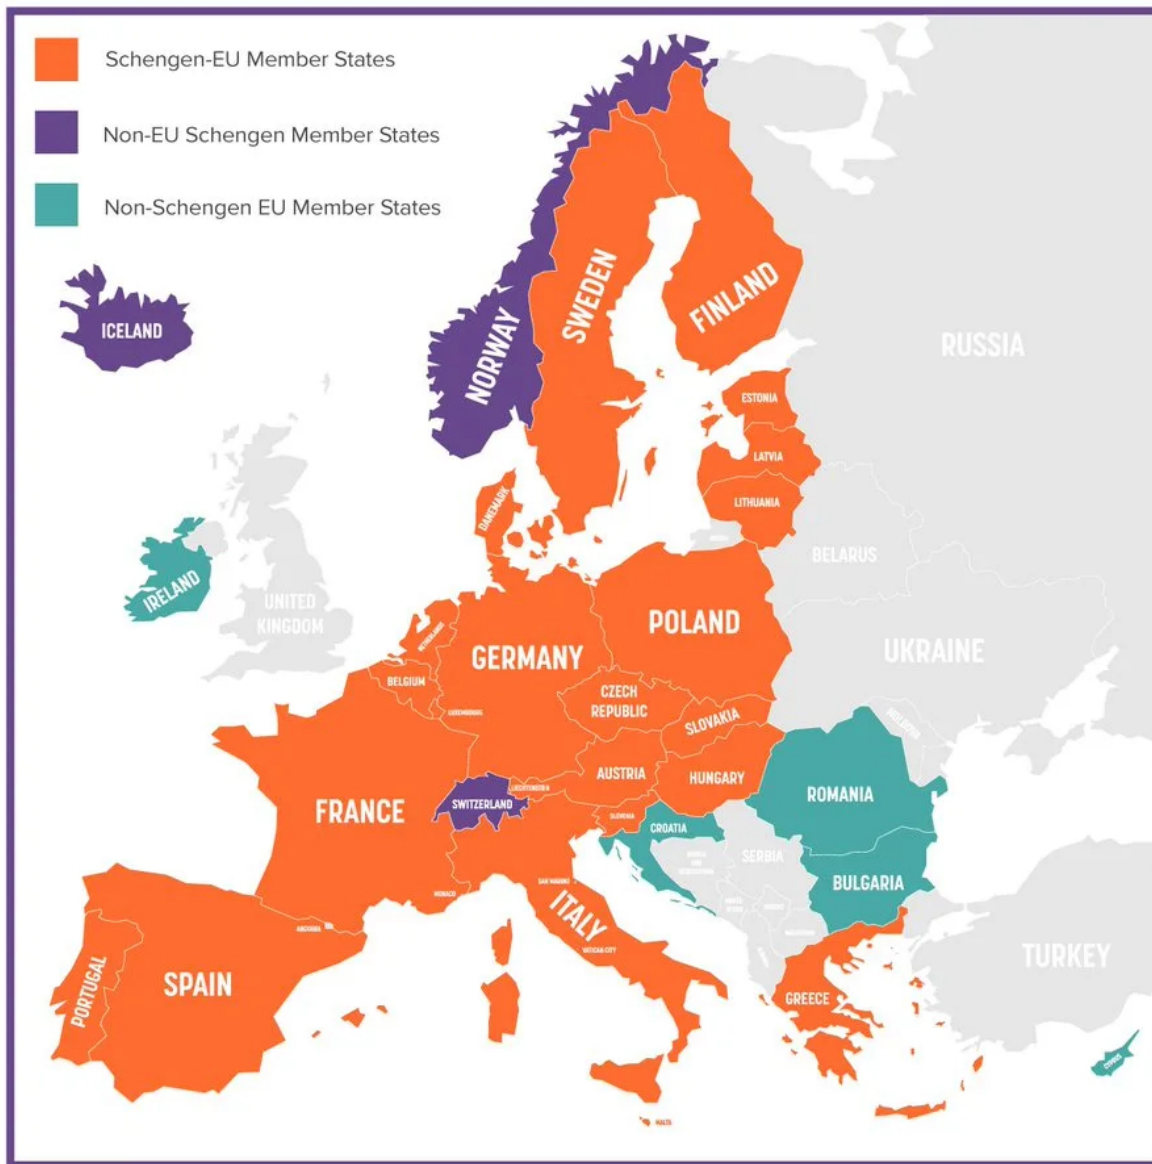 Schengen-EU Member States
Non-EU Schengen Member States
Non-Schengen EU Member States
ICELAND
NORWAY
SWEDEN
FINLAND
RUSSIA
ESTONIA
LATVIA
LITHUANIA
DANEMARK
IRELAND
UNITED
KINGDOM
BELARUS
NETHERLANDS
POLAND
GERMANY
UKRAINE
BELGIUM
LUXEMBOURG
CZECH
REPUBLIC
SLOVAKIA
MOLDOVA
AUSTRIA
HUNGARY
LIECHTENSTEIN
SWITZERLAND
FRANCE
ROMANIA
SLOVENIA
CROATIA
SERBIA
BULGARIA
MONACO
SAN MARINO
ITALY
ANDORRA
VATICAN CITY
TURKEY
PORTUGAL
SPAIN
GREECE
CYPRUS
MALTA